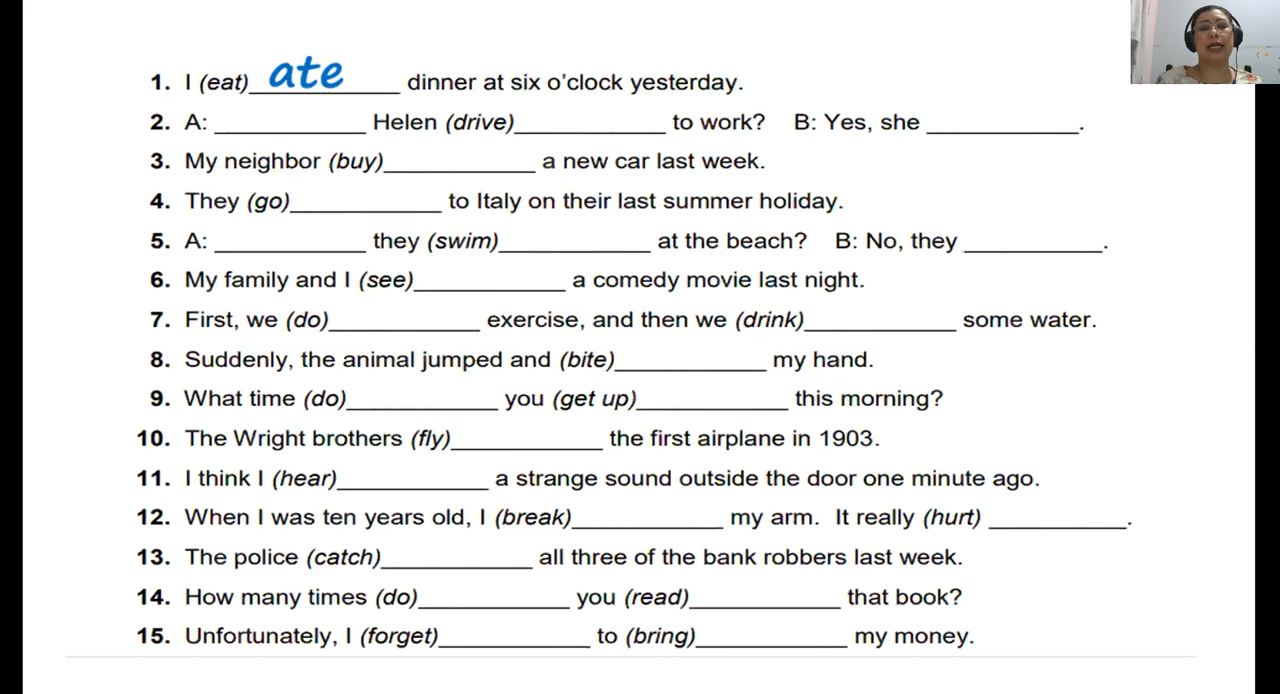 1. I (eat) ate dinner at six o'clock yesterday.
2. A: ____________ Helen (drive)____________ to work? B: Yes, she ____________.
3. My neighbor (buy)____________ a new car last week.
4. They (go)____________ to Italy on their last summer holiday.
5. A: ____________ they (swim)____________ at the beach? B: No, they ___________.
6. My family and I (see)____________ a comedy movie last night.
7. First, we (do)____________ exercise, and then we (drink)____________ some water.
8. Suddenly, the animal jumped and (bite)____________ my hand.
9. What time (do)____________ you (get up)____________ this morning?
10. The Wright brothers (fly)____________ the first airplane in 1903.
11. I think I (hear)____________ a strange sound outside the door one minute ago.
12. When I was ten years old, I (break)____________ my arm. It really (hurt) ___________.
13. The police (catch)____________ all three of the bank robbers last week.
14. How many times (do)____________ you (read)____________ that book?
15. Unfortunately, I (forget)____________ to (bring)____________ my money.